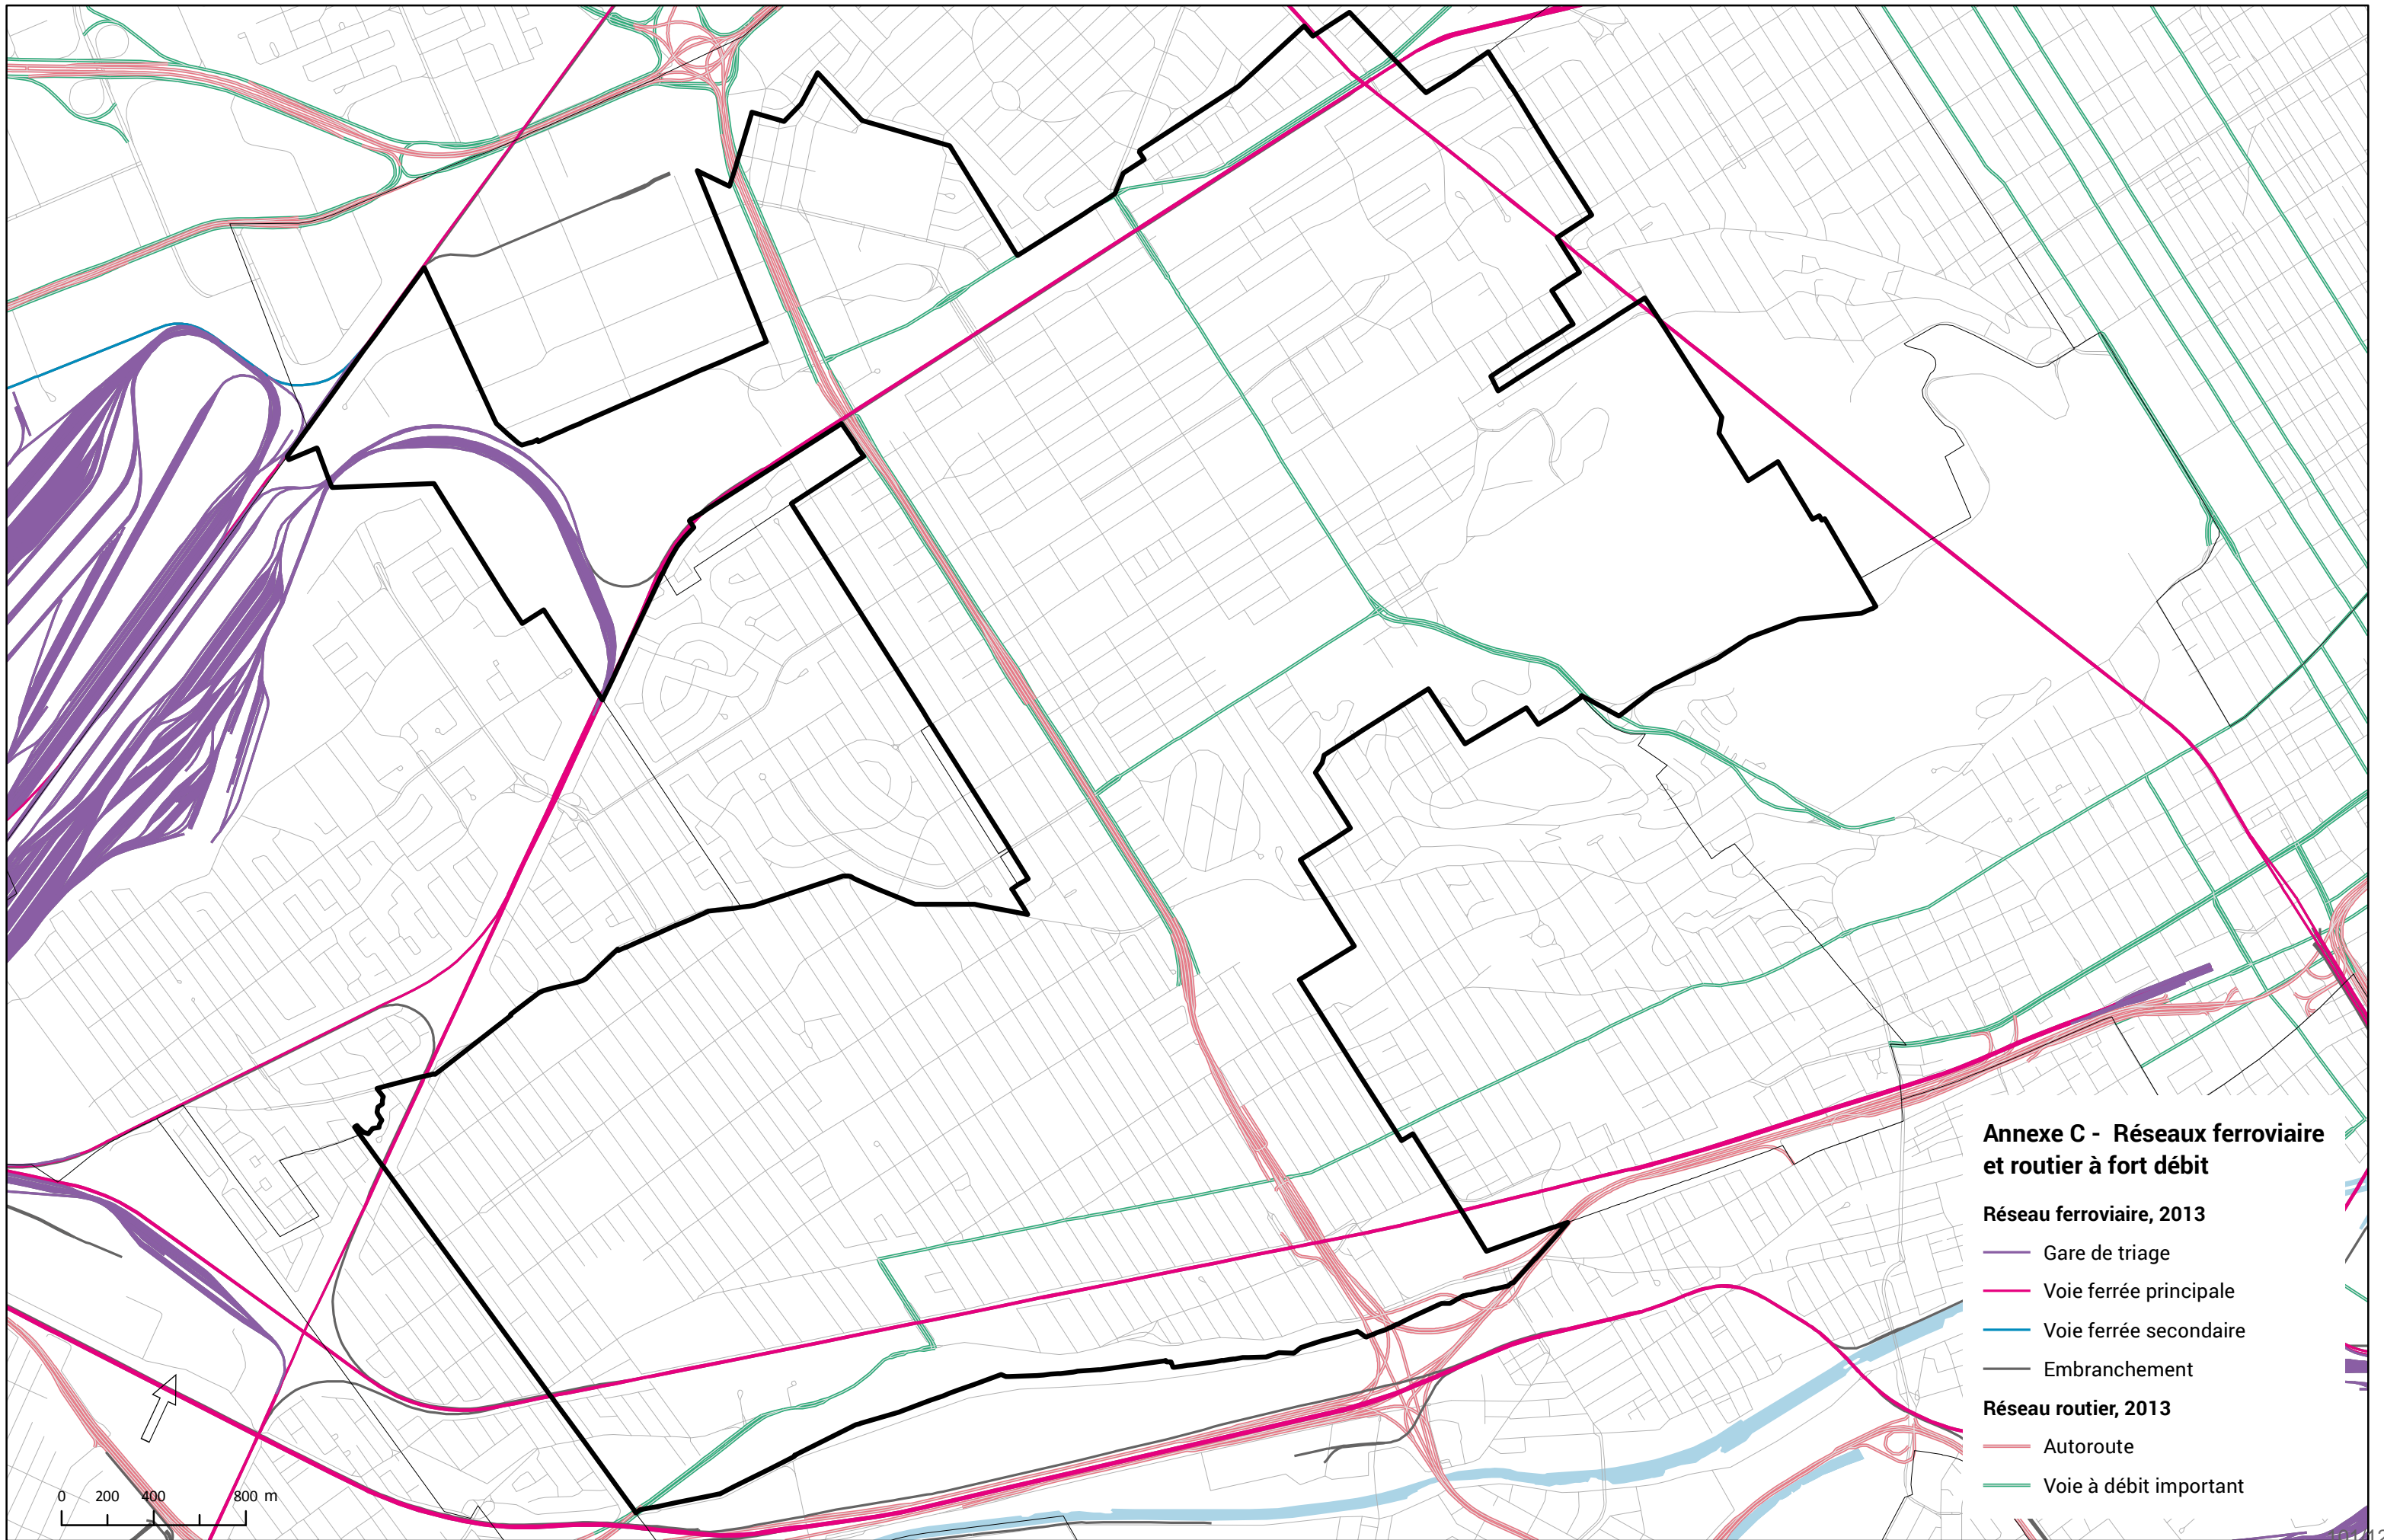 Annexe C - Réseaux ferroviaire
et routier à fort débit
Réseau ferroviaire, 2013
Gare de triage
Voie ferrée principale
Voie ferrée secondaire
Embranchement
Réseau routier, 2013
Autoroute
Voie à débit important
0 200 400 800 m